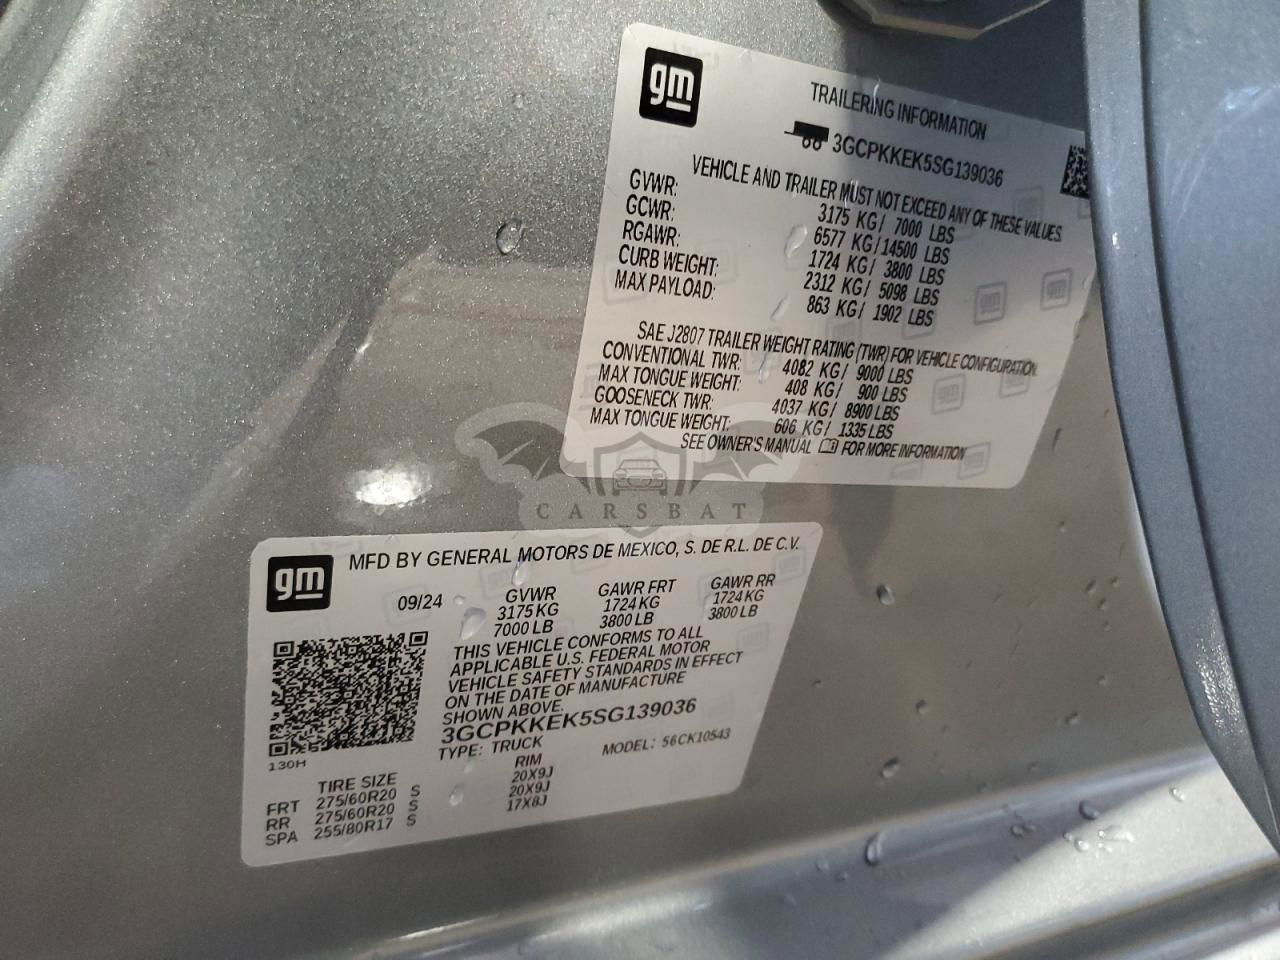 gm
TRAILERING INFORMATION
3GCPKKEK5SG139036
VEHICLE AND TRAILER MUST NOT EXCEED ANY OF THESE VALUES.
GVWR: 3175 KG/ 7000 LBS
GCWR: 6577 KG/14500 LBS
RGAWR: 1724 KG/ 3800 LBS
CURB WEIGHT: 2312 KG/ 5098 LBS
MAX PAYLOAD: 863 KG/ 1902 LBS
SAE J2807 TRAILER WEIGHT RATING (TWR) FOR VEHICLE CONFIGURATION.
CONVENTIONAL TWR: 4082 KG/ 9000 LBS
MAX TONGUE WEIGHT: 408 KG/ 900 LBS
GOOSENECK TWR: 4037 KG/ 8900 LBS
MAX TONGUE WEIGHT: 606 KG/ 1335 LBS
SEE OWNER'S MANUAL FOR MORE INFORMATION
CARSBAT
gm
MFD BY GENERAL MOTORS DE MEXICO, S. DE R.L. DE C.V.
09/24 GVWR GAWR FRT GAWR RR
3175 KG 1724 KG 1724 KG
7000 LB 3800 LB 3800 LB
THIS VEHICLE CONFORMS TO ALL
APPLICABLE U.S. FEDERAL MOTOR
VEHICLE SAFETY STANDARDS IN EFFECT
ON THE DATE OF MANUFACTURE
SHOWN ABOVE.
3GCPKKEK5SG139036
TYPE: TRUCK MODEL: 56CK10543
130H
TIRE SIZE RIM
FRT 275/60R20 S 20X9J
RR 275/60R20 S 20X9J
SPA 255/80R17 S 17X8J